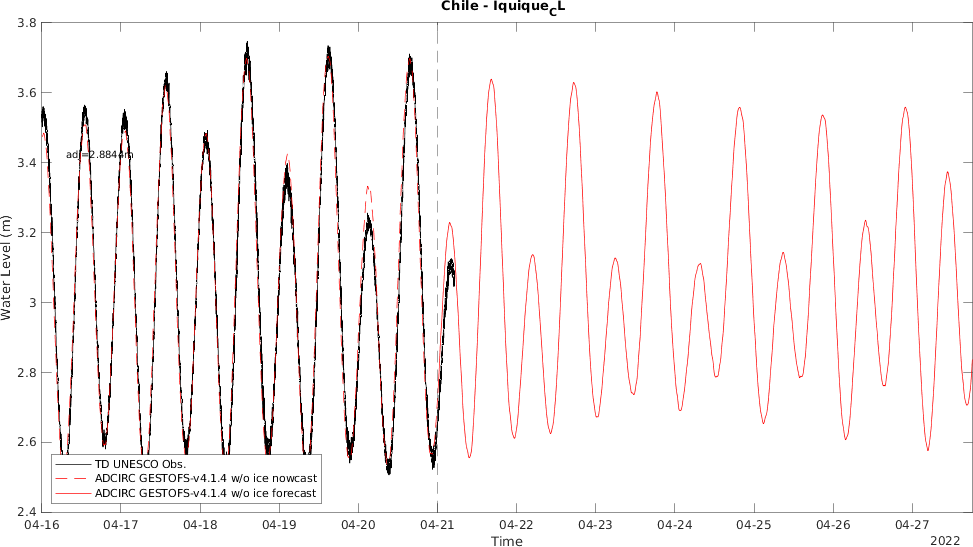 Chile - Iquique_CL
3.8
3.6
3.4
3.2
3
2.8
2.6
2.4
Water Level (m)
adj=2.8844m
TD UNESCO Obs.
ADCIRC GESTOFS-v4.1.4 w/o ice nowcast
ADCIRC GESTOFS-v4.1.4 w/o ice forecast
04-16 04-17 04-18 04-19 04-20 04-21 04-22 04-23 04-24 04-25 04-26 04-27
Time
2022